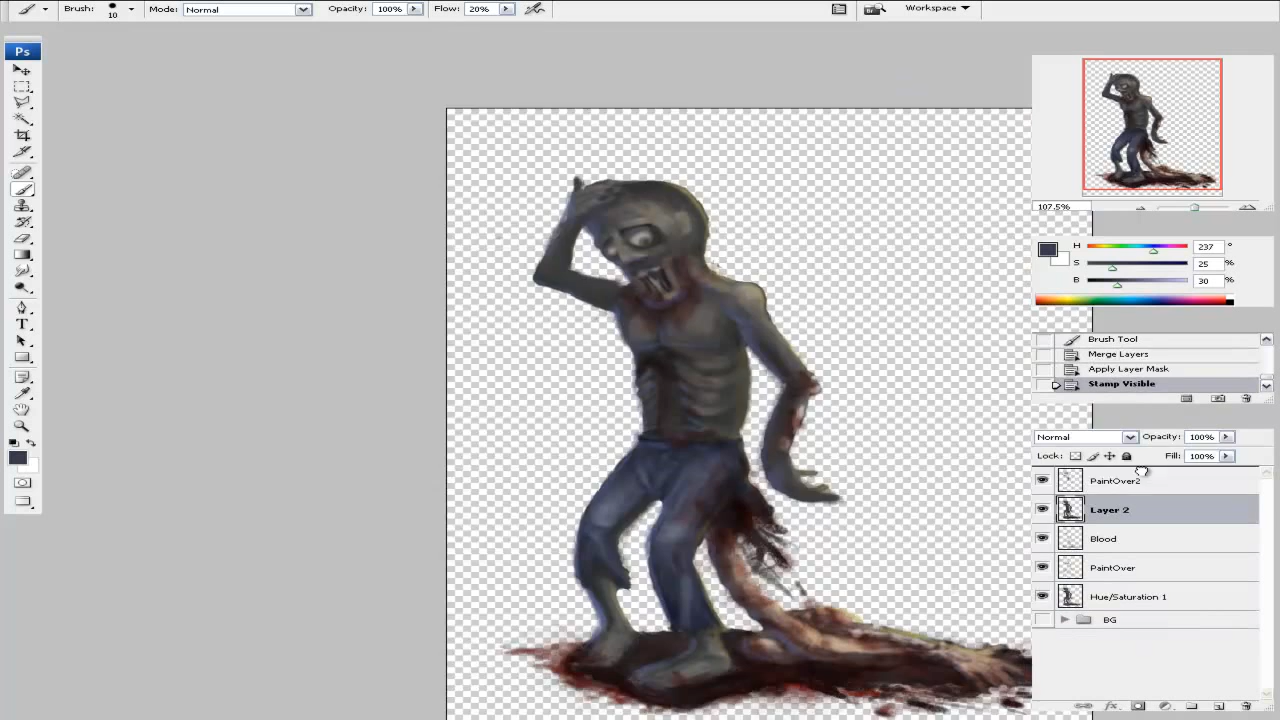 Brush: 10 Mode: Normal Opacity: 100% Flow: 20% Workspace
Ps
107.5%
H 237 °
S 25 %
B 30 %
Brush Tool
Merge Layers
Apply Layer Mask
Stamp Visible
Normal Opacity: 100%
Lock: Fill: 100%
PaintOver2
Layer 2
Blood
PaintOver
Hue/Saturation 1
BG
T